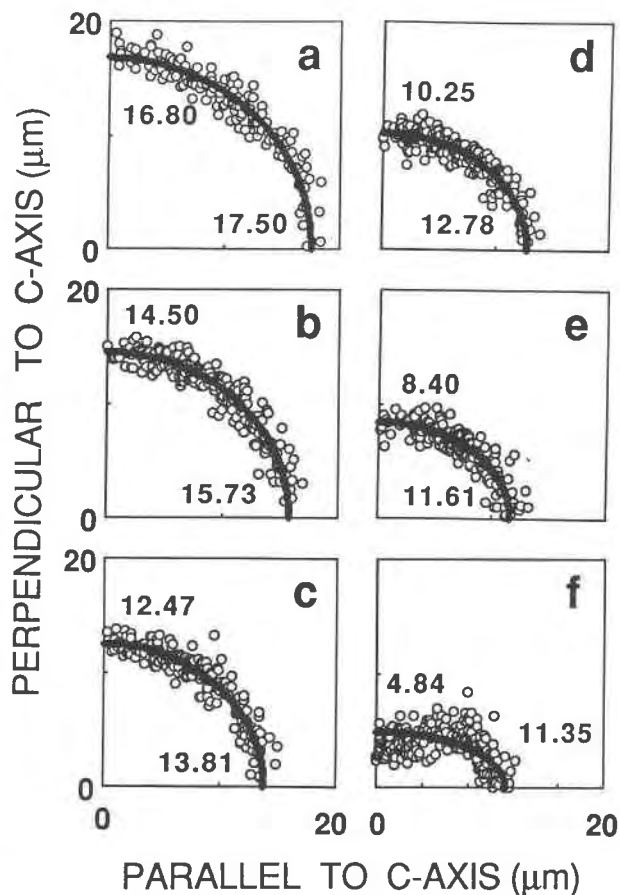 20
a
16.80
17.50
0
d
10.25
12.78
20
14.50
b
15.73
0
e
8.40
11.61
20
12.47
c
13.81
0
f
4.84
11.35
0
20
0
20
PERPENDICULAR TO C-AXIS (μm)
PARALLEL TO C-AXIS (μm)